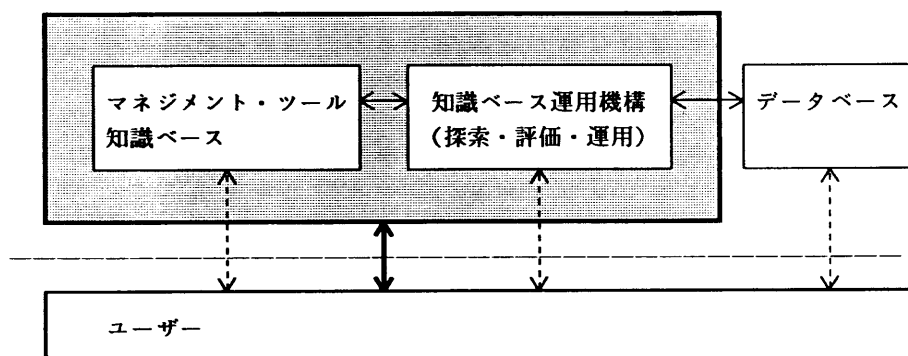 マネジメント・ツール
知識ベース
知識ベース運用機構
(探索・評価・運用)
データベース
ユーザー